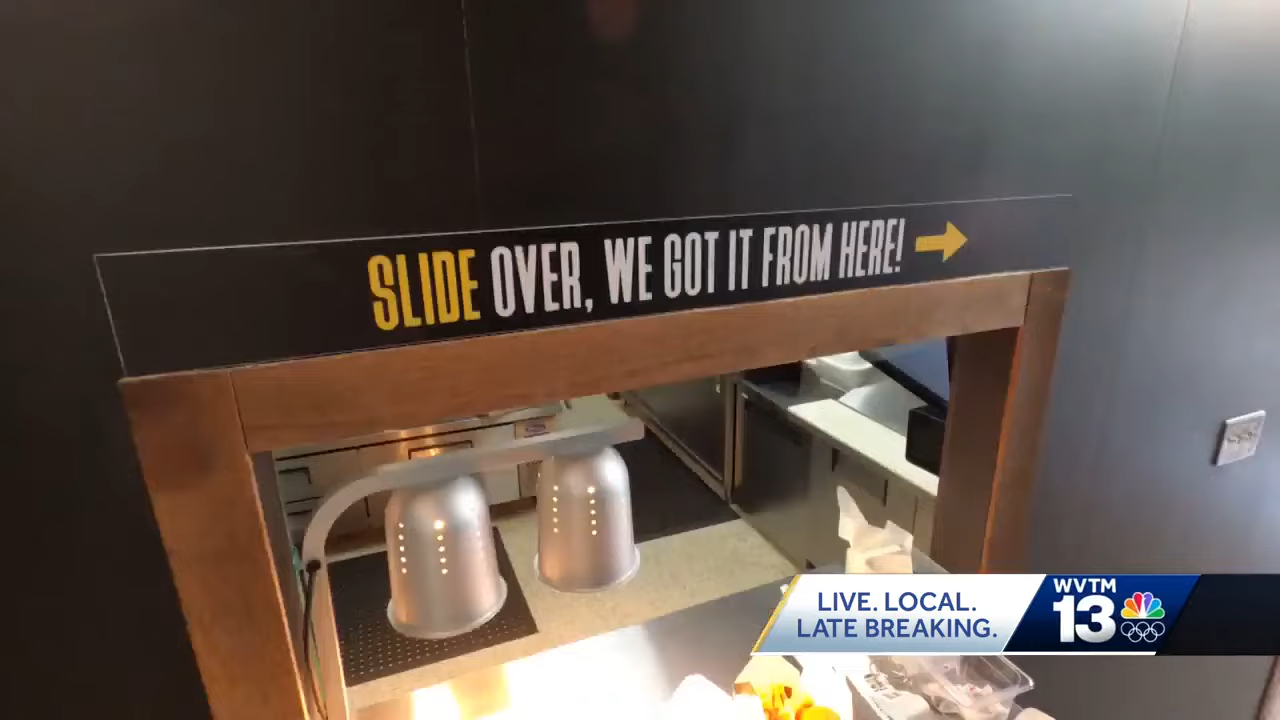 SLIDE OVER, WE GOT IT FROM HERE!
LIVE. LOCAL.
LATE BREAKING.
WVTM
13